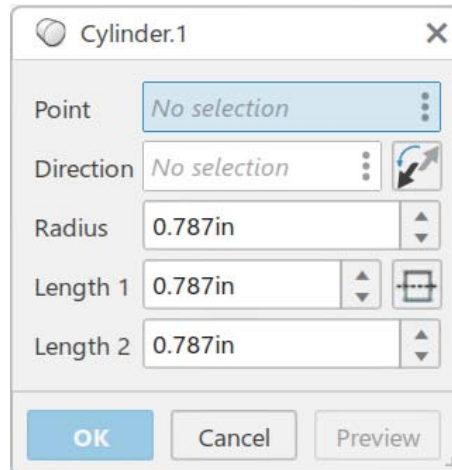 Cylinder.1
Point No selection
Direction No selection
Radius 0.787in
Length 1 0.787in
Length 2 0.787in
OK Cancel Preview